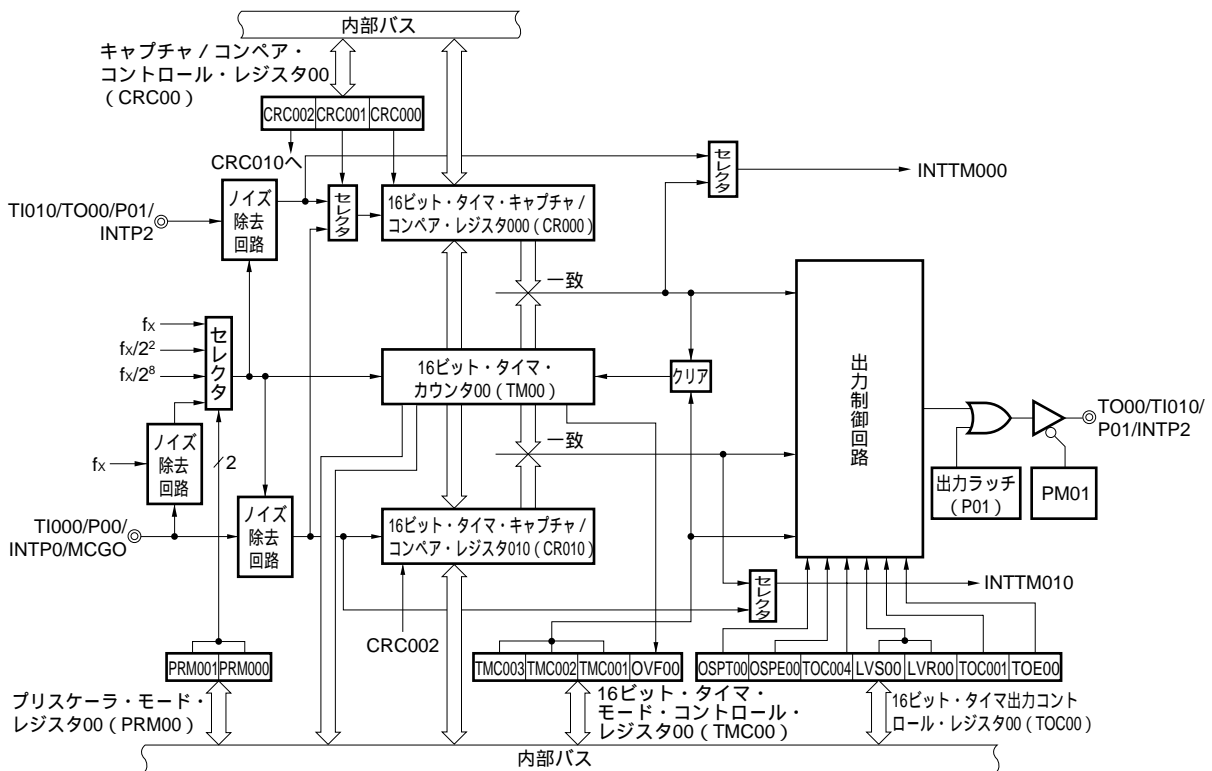 内部バス
キャプチャ / コンペア・
コントロール・レジスタ00
（CRC00）
CRC002 CRC001 CRC000
CRC010へ
セレクタ
INTTM000
TI010/TO00/P01/
INTP2
ノイズ
除去
回路
セレクタ
16ビット・タイマ・キャプチャ /
コンペア・レジスタ000（CR000）
一致
fx
fx/2²
fx/2⁸
セレクタ
16ビット・タイマ・
カウンタ00（TM00）
クリア
出力制御回路
TO00/TI010/
P01/INTP2
出力ラッチ
（P01）
PM01
fx
ノイズ
除去
回路
2
一致
TI000/P00/
INTP0/MCGO
ノイズ
除去
回路
16ビット・タイマ・キャプチャ /
コンペア・レジスタ010（CR010）
セレクタ
INTTM010
CRC002
PRM001 PRM000
TMC003 TMC002 TMC001 OVF00
OSPT00 OSPE00 TOC004 LVS00 LVR00 TOC001 TOE00
プリスケーラ・モード・
レジスタ00（PRM00）
16ビット・タイマ・
モード・コントロール・
レジスタ00（TMC00）
16ビット・タイマ出力コント
ロール・レジスタ00（TOC00）
内部バス